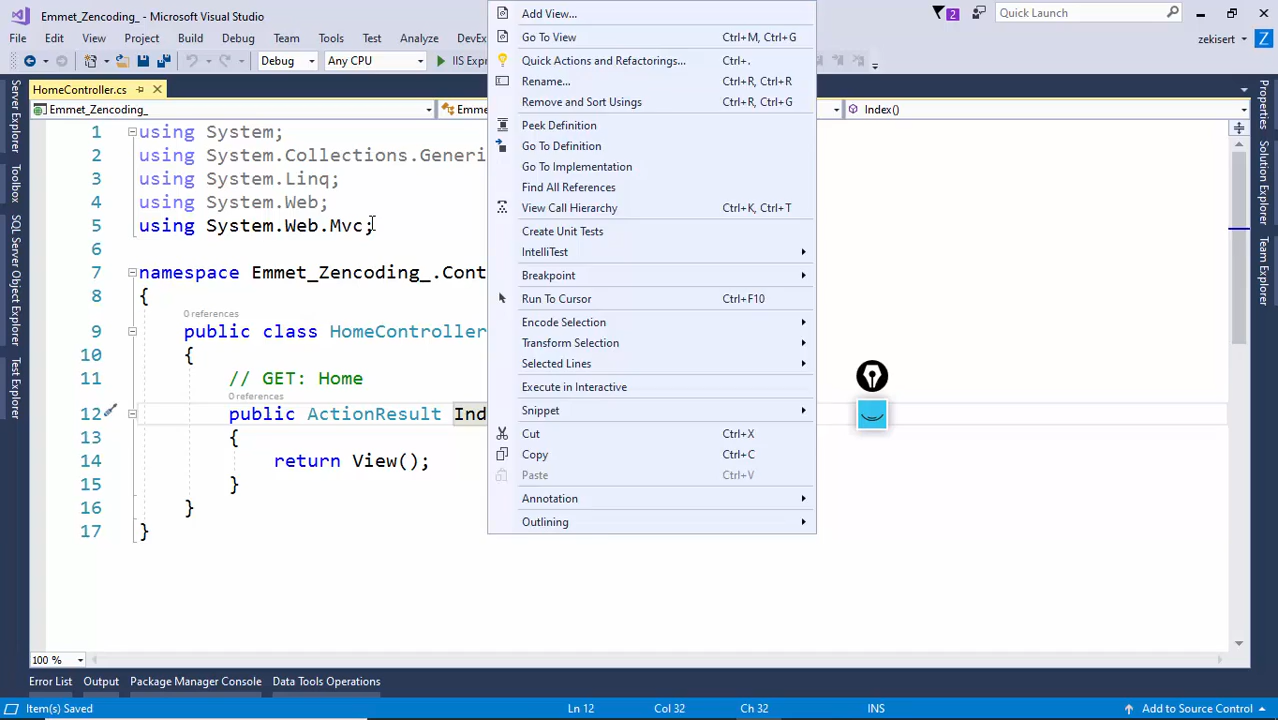 Emmet_Zencoding_ - Microsoft Visual Studio
2
Quick Launch
File Edit View Project Build Debug Team Tools Test Analyze DevEx
zekisert Z
Debug Any CPU IIS Expr
HomeController.cs
Emmet_Zencoding_ Emme Index()
Server Explorer
Toolbox
SQL Server Object Explorer
Test Explorer
1 using System;
2 using System.Collections.Generi
3 using System.Linq;
4 using System.Web;
5 using System.Web.Mvc;
6
7 namespace Emmet_Zencoding_.Cont
8 {
0 references
9 public class HomeController
10 {
11 // GET: Home
0 references
12 public ActionResult Ind
13 {
14 return View();
15 }
16 }
17 }
Add View...
Go To View Ctrl+M, Ctrl+G
Quick Actions and Refactorings... Ctrl+.
Rename... Ctrl+R, Ctrl+R
Remove and Sort Usings Ctrl+R, Ctrl+G
Peek Definition
Go To Definition
Go To Implementation
Find All References
View Call Hierarchy Ctrl+K, Ctrl+T
Create Unit Tests
IntelliTest
Breakpoint
Run To Cursor Ctrl+F10
Encode Selection
Transform Selection
Selected Lines
Execute in Interactive
Snippet
Cut Ctrl+X
Copy Ctrl+C
Paste Ctrl+V
Annotation
Outlining
Properties
Solution Explorer
Team Explorer
100 %
Error List Output Package Manager Console Data Tools Operations
Item(s) Saved Ln 12 Col 32 Ch 32 INS Add to Source Control